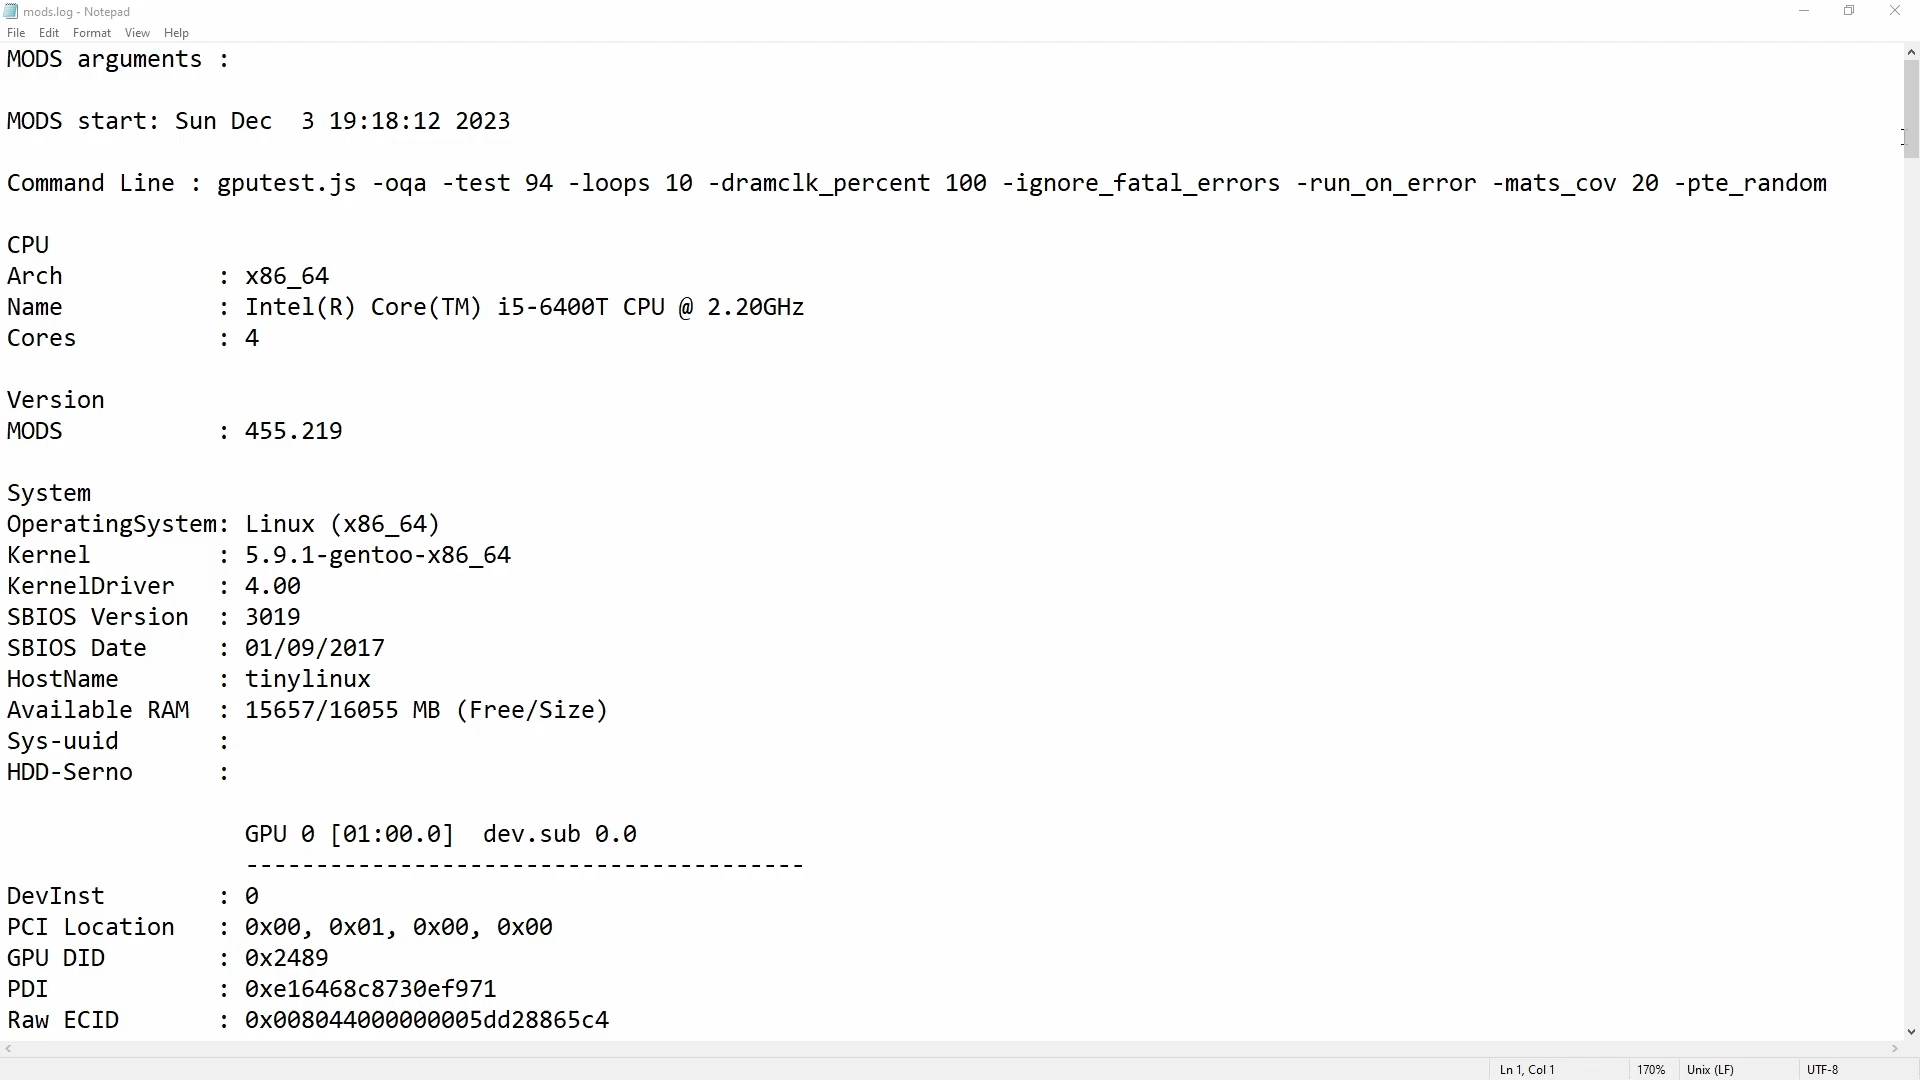 mods.log - Notepad
File Edit Format View Help
MODS arguments :
MODS start: Sun Dec  3 19:18:12 2023
Command Line : gputest.js -oqa -test 94 -loops 10 -dramclk_percent 100 -ignore_fatal_errors -run_on_error -mats_cov 20 -pte_random
CPU
Arch           : x86_64
Name           : Intel(R) Core(TM) i5-6400T CPU @ 2.20GHz
Cores          : 4
Version
MODS           : 455.219
System
OperatingSystem: Linux (x86_64)
Kernel         : 5.9.1-gentoo-x86_64
KernelDriver   : 4.00
SBIOS Version  : 3019
SBIOS Date     : 01/09/2017
HostName       : tinylinux
Available RAM  : 15657/16055 MB (Free/Size)
Sys-uuid       :
HDD-Serno      :
GPU 0 [01:00.0]  dev.sub 0.0
----------------------------------------
DevInst        : 0
PCI Location   : 0x00, 0x01, 0x00, 0x00
GPU DID        : 0x2489
PDI            : 0xe16468c8730ef971
Raw ECID       : 0x008044000000005dd28865c4
Ln 1, Col 1 170% Unix (LF) UTF-8